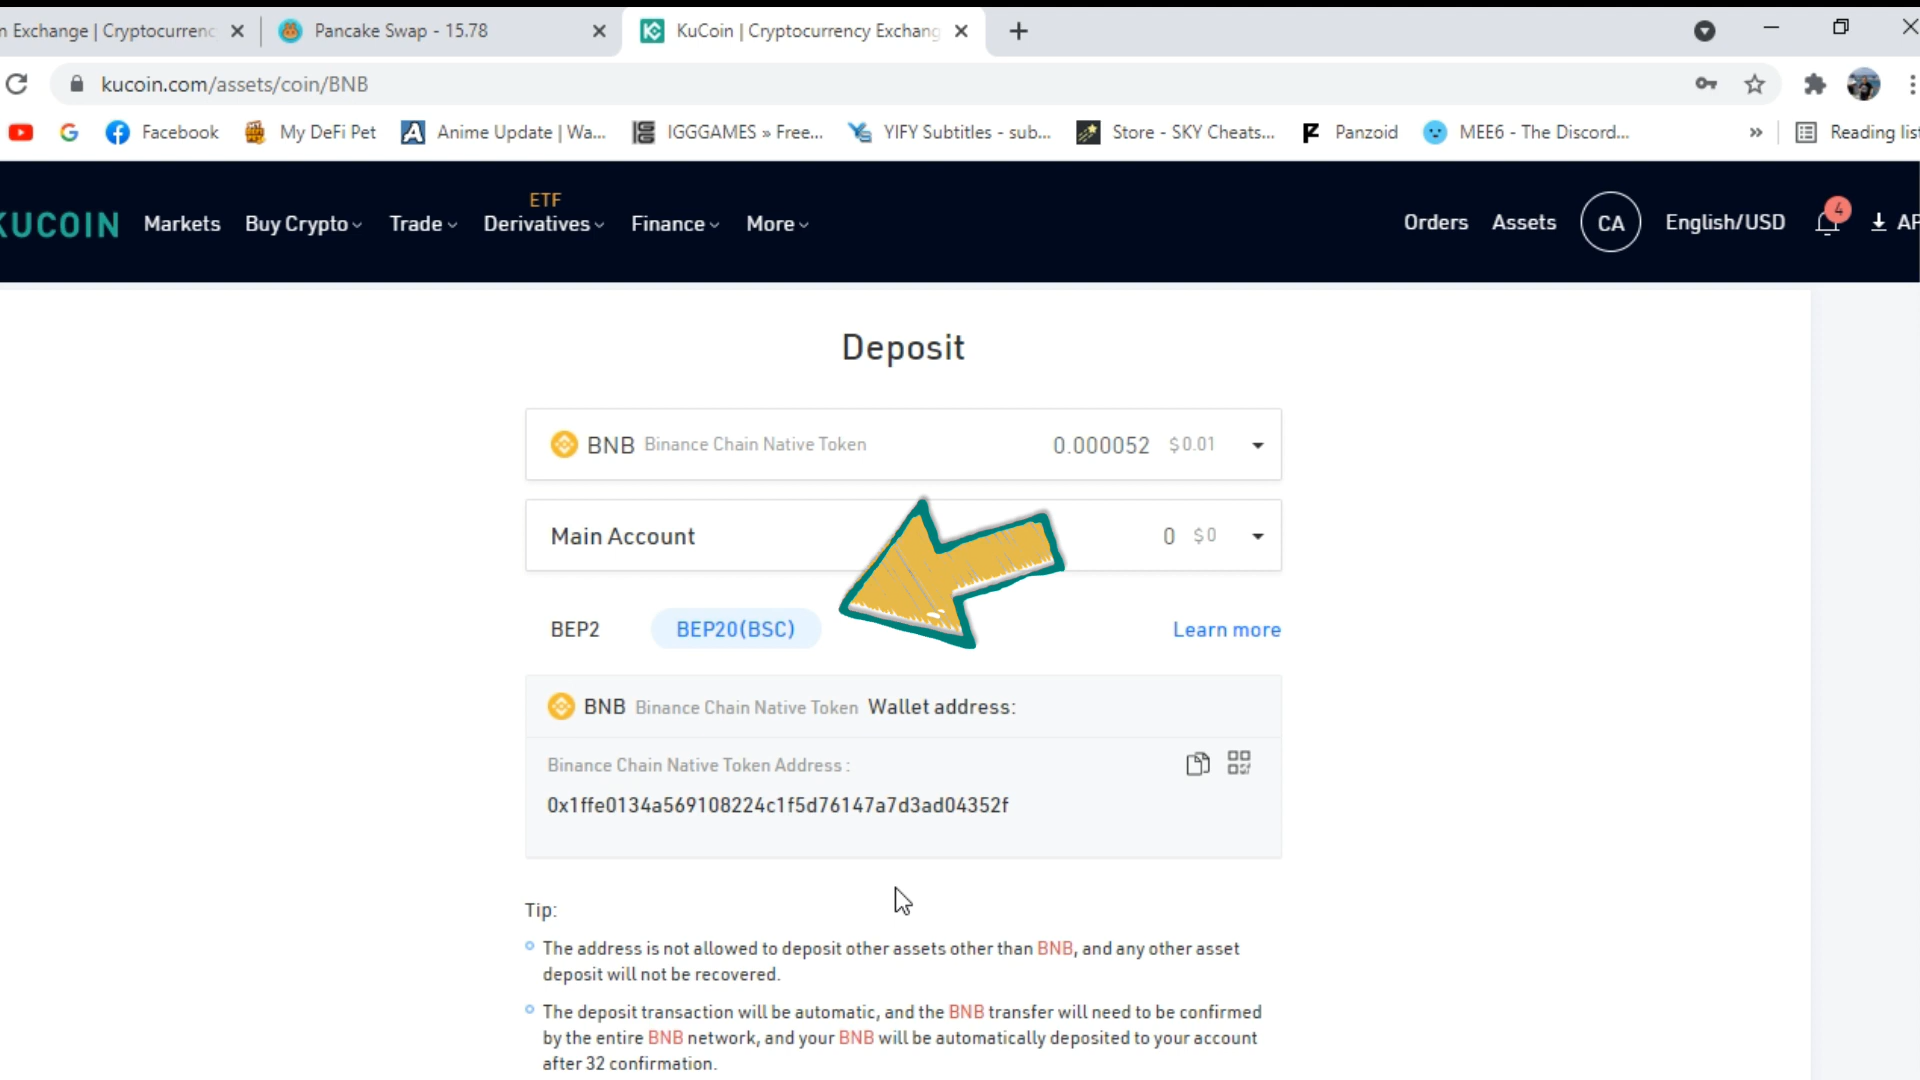 n Exchange | Cryptocurrenc
Pancake Swap - 15.78
KuCoin | Cryptocurrency Exchang
kucoin.com/assets/coin/BNB
Facebook
My DeFi Pet
Anime Update | Wa...
IGGGAMES » Free...
YIFY Subtitles - sub...
Store - SKY Cheats...
Panzoid
MEE6 - The Discord...
»
Reading list
KUCOIN
Markets
Buy Crypto
Trade
ETF
Derivatives
Finance
More
Orders
Assets
CA
English/USD
4
AP
Deposit
BNB Binance Chain Native Token 0.000052 $0.01
Main Account 0 $0
BEP2 BEP20(BSC) Learn more
BNB Binance Chain Native Token Wallet address:
Binance Chain Native Token Address :
0x1ffe0134a569108224c1f5d76147a7d3ad04352f
Tip:
The address is not allowed to deposit other assets other than BNB, and any other asset
deposit will not be recovered.
The deposit transaction will be automatic, and the BNB transfer will need to be confirmed
by the entire BNB network, and your BNB will be automatically deposited to your account
after 32 confirmation.